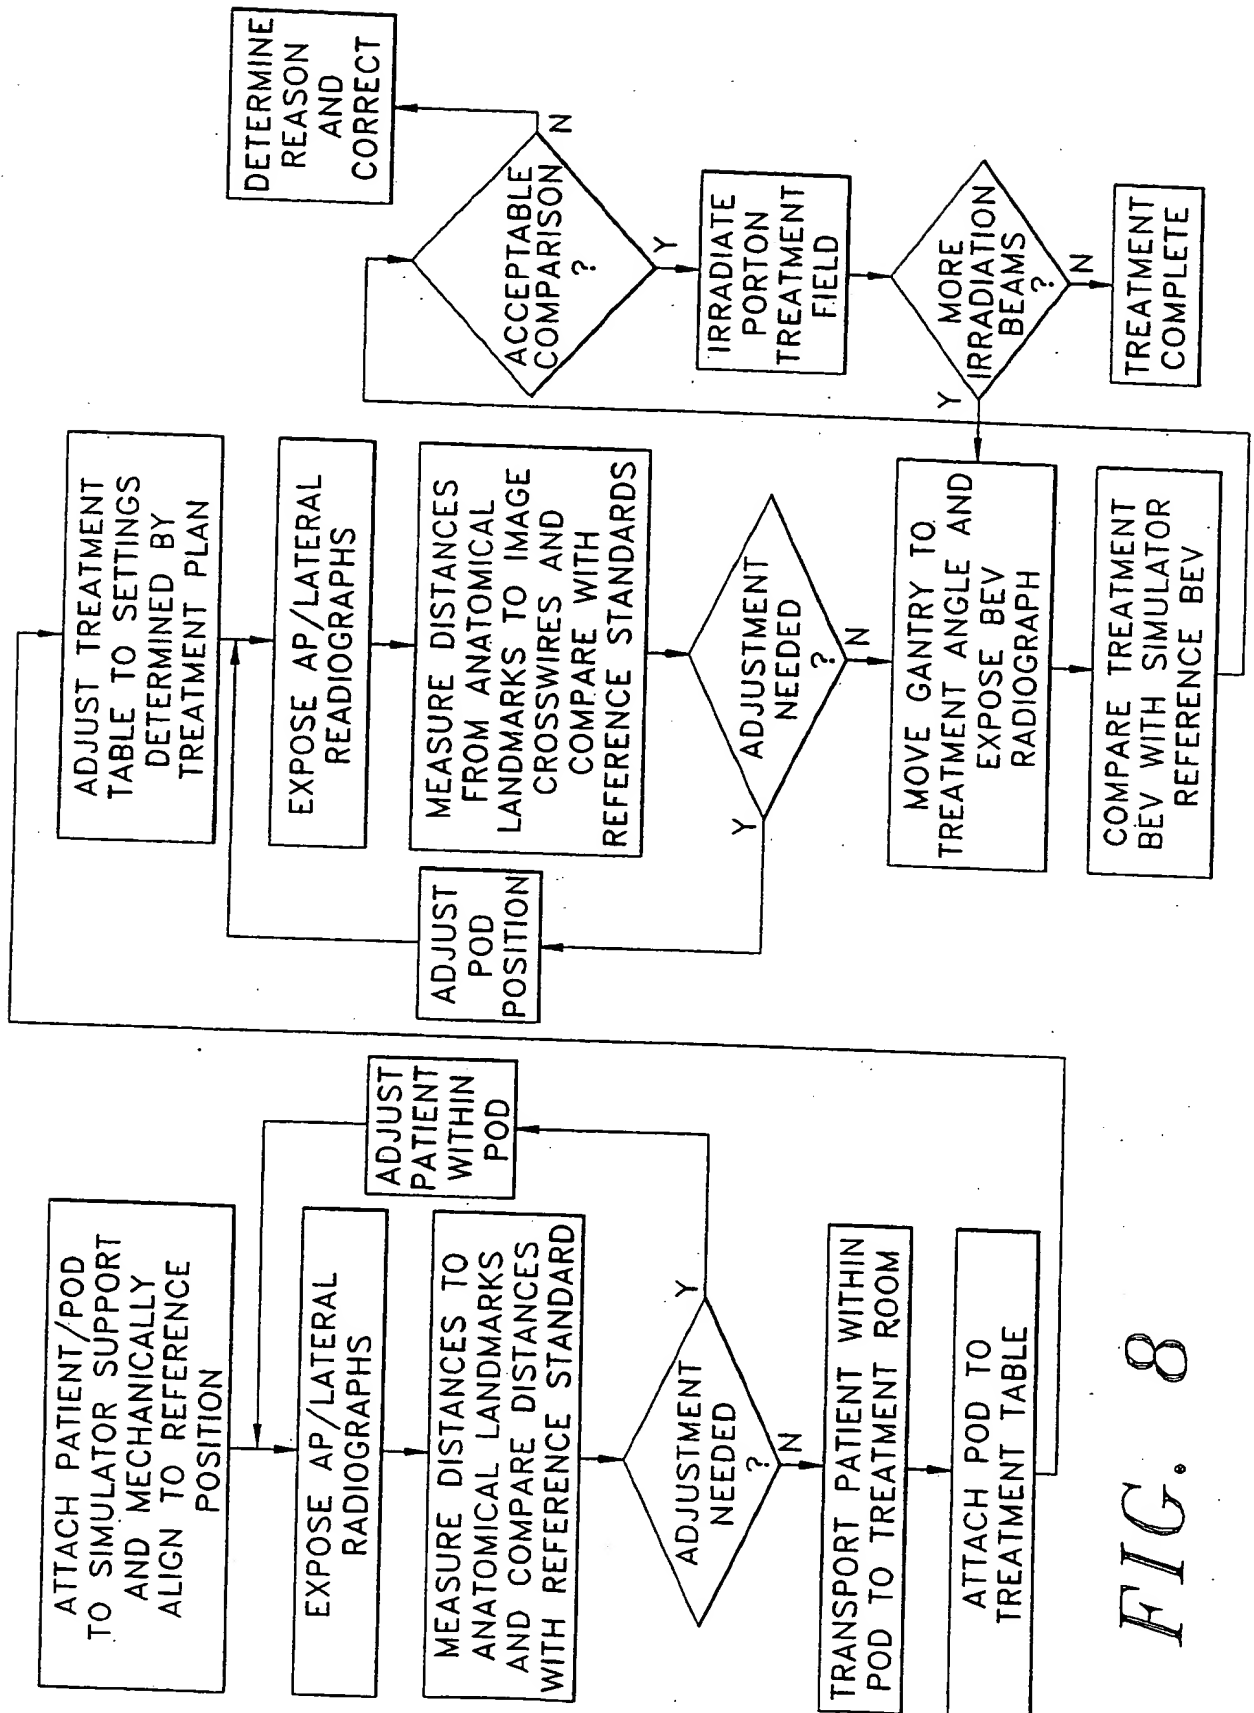 ATTACH PATIENT/POD
TO SIMULATOR SUPPORT
AND MECHANICALLY
ALIGN TO REFERENCE
POSITION
EXPOSE AP/LATERAL
RADIOGRAPHS
MEASURE DISTANCES TO
ANATOMICAL LANDMARKS
AND COMPARE DISTANCES
WITH REFERENCE STANDARD
ADJUSTMENT
NEEDED
?
Y
N
ADJUST
PATIENT
WITHIN
POD
TRANSPORT PATIENT WITHIN
POD TO TREATMENT ROOM
ATTACH POD TO
TREATMENT TABLE
ADJUST TREATMENT
TABLE TO SETTINGS
DETERMINED BY
TREATMENT PLAN
EXPOSE AP/LATERAL
READIOGRAPHS
MEASURE DISTANCES
FROM ANATOMICAL
LANDMARKS TO IMAGE
CROSSWIRES AND
COMPARE WITH
REFERENCE STANDARDS
ADJUSTMENT
NEEDED
?
Y
N
ADJUST
POD
POSITION
MOVE GANTRY TO
TREATMENT ANGLE AND
EXPOSE BEV
RADIOGRAPH
COMPARE TREATMENT
BEV WITH SIMULATOR
REFERENCE BEV
ACCEPTABLE
COMPARISON
?
N
Y
DETERMINE
REASON
AND
CORRECT
IRRADIATE
PORTON
TREATMENT
FIELD
MORE
IRRADIATION
BEAMS
?
Y
N
TREATMENT
COMPLETE
FIG. 8